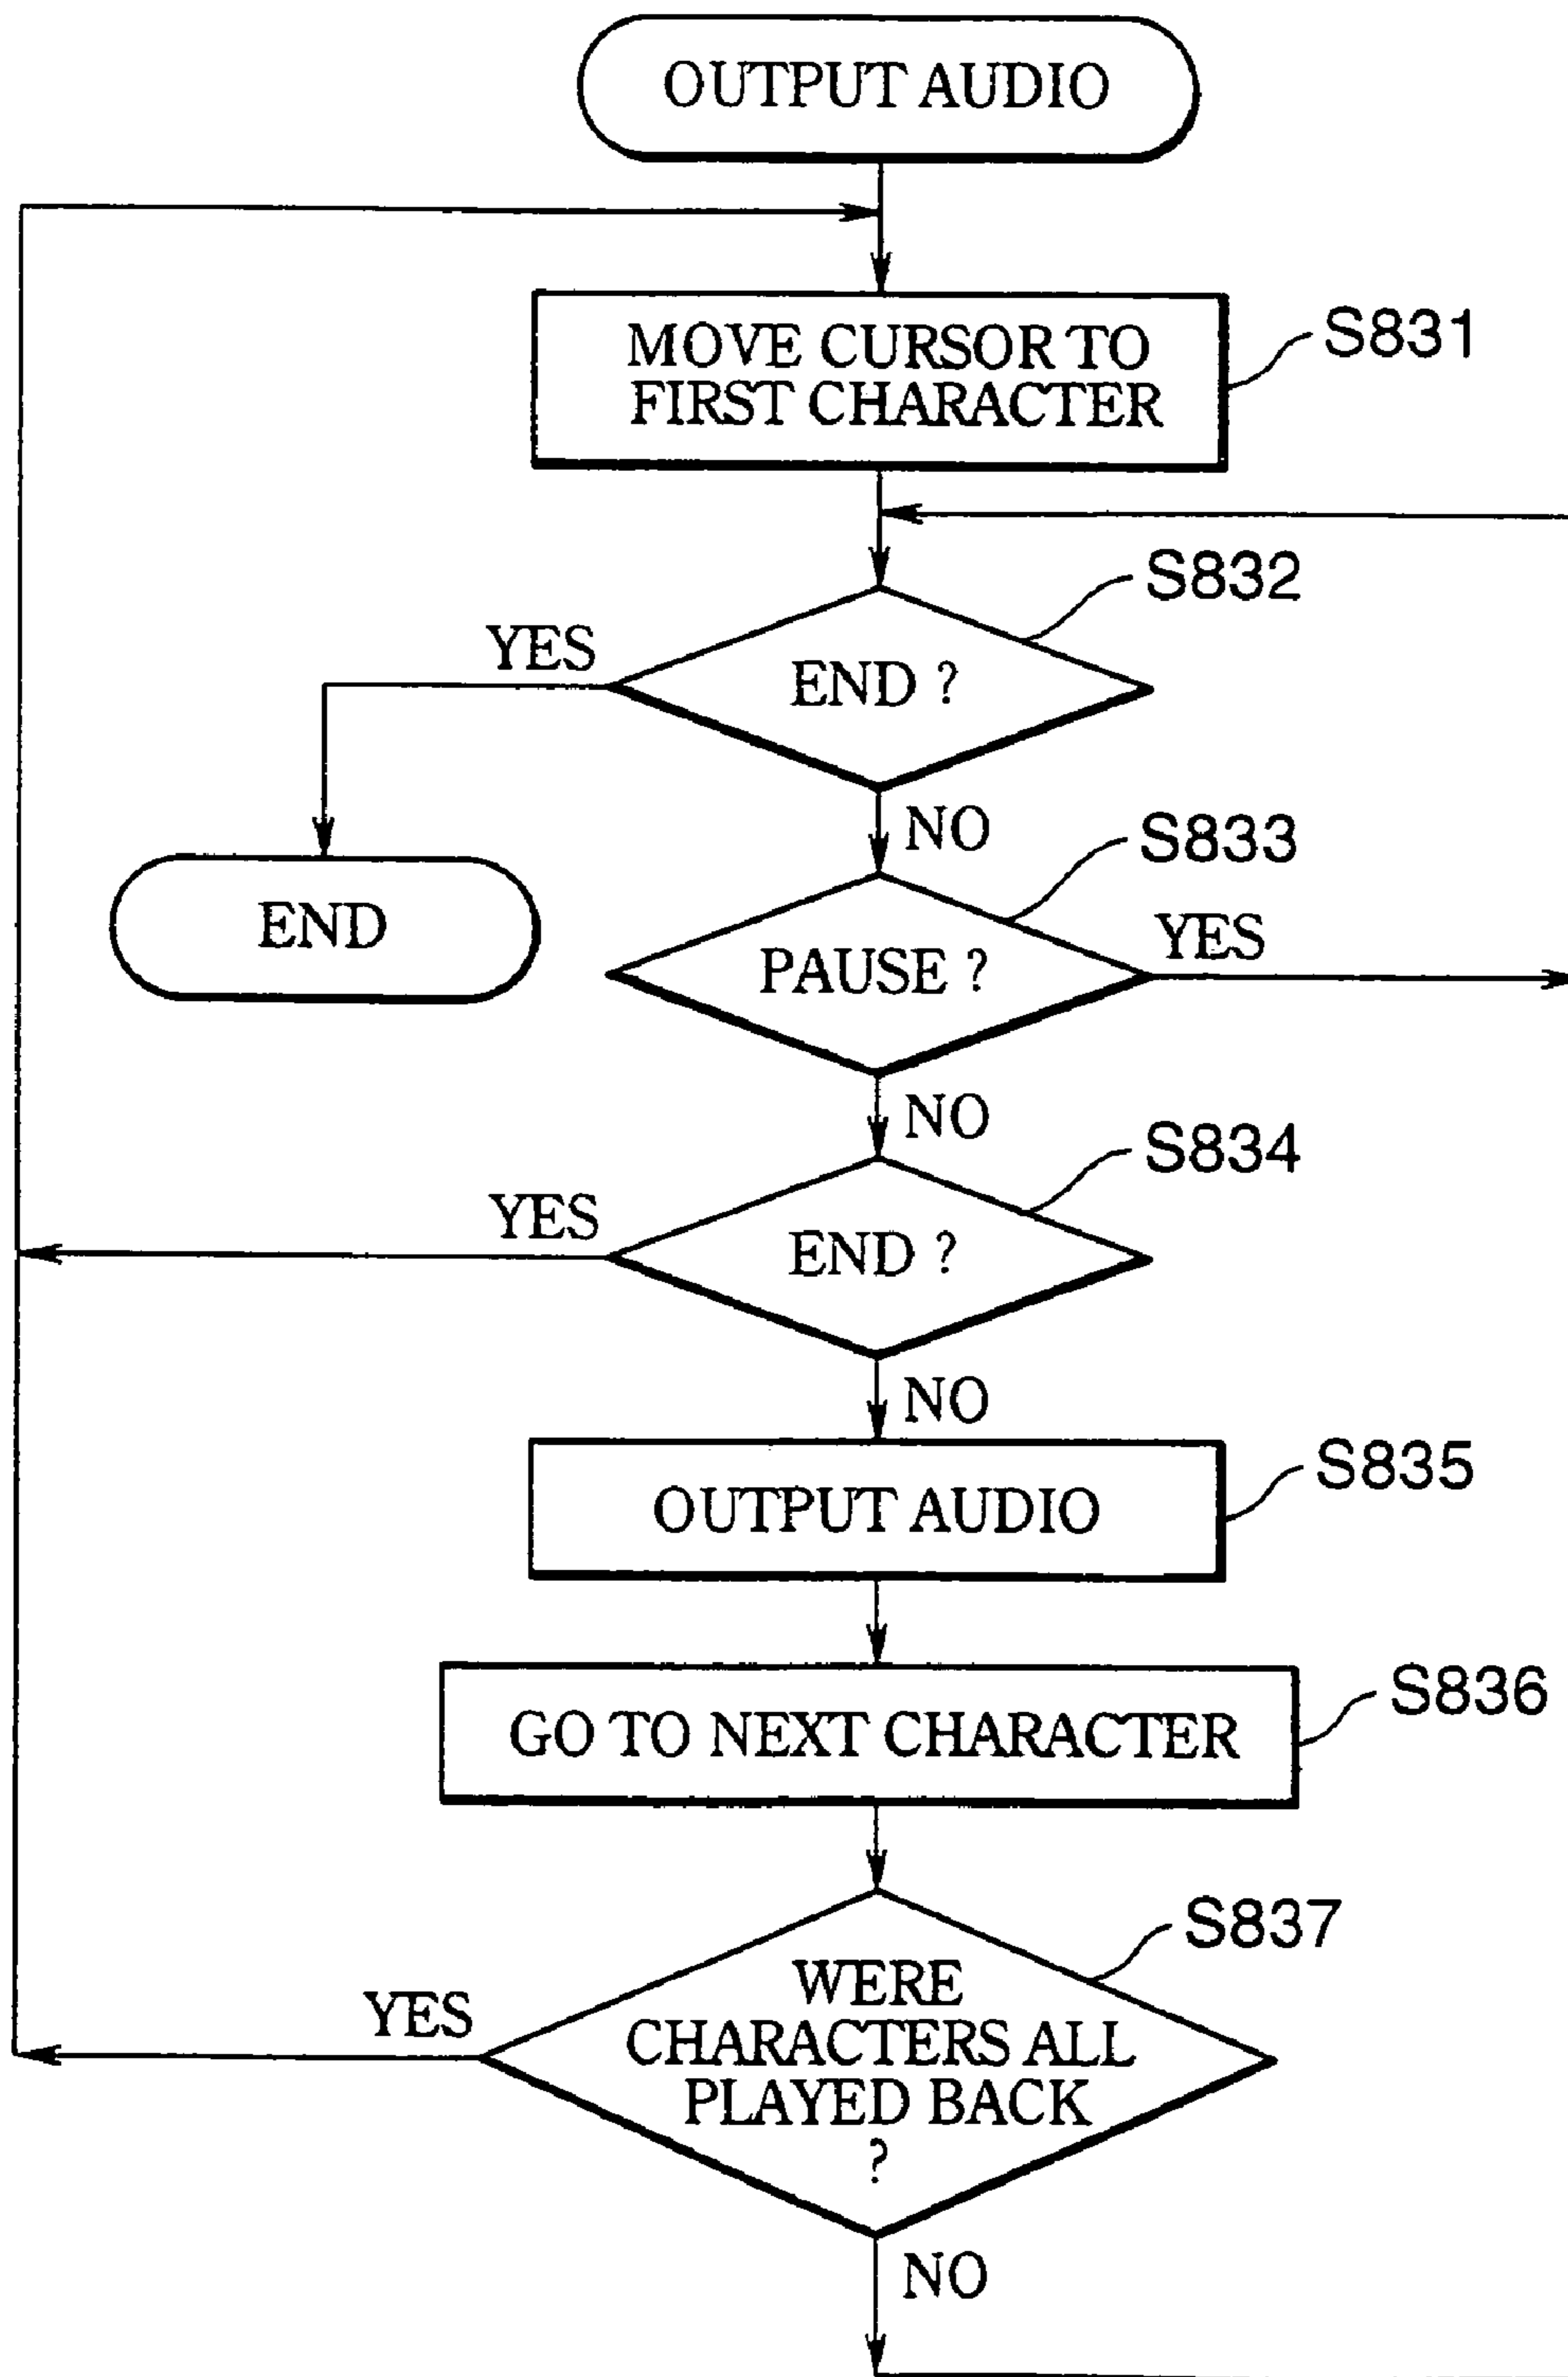 OUTPUT AUDIO
MOVE CURSOR TO
FIRST CHARACTER
S831
S832
YES
END ?
NO
S833
END
PAUSE ?
YES
NO
S834
YES
END ?
NO
OUTPUT AUDIO
S835
GO TO NEXT CHARACTER
S836
S837
YES
WERE
CHARACTERS ALL
PLAYED BACK
?
NO